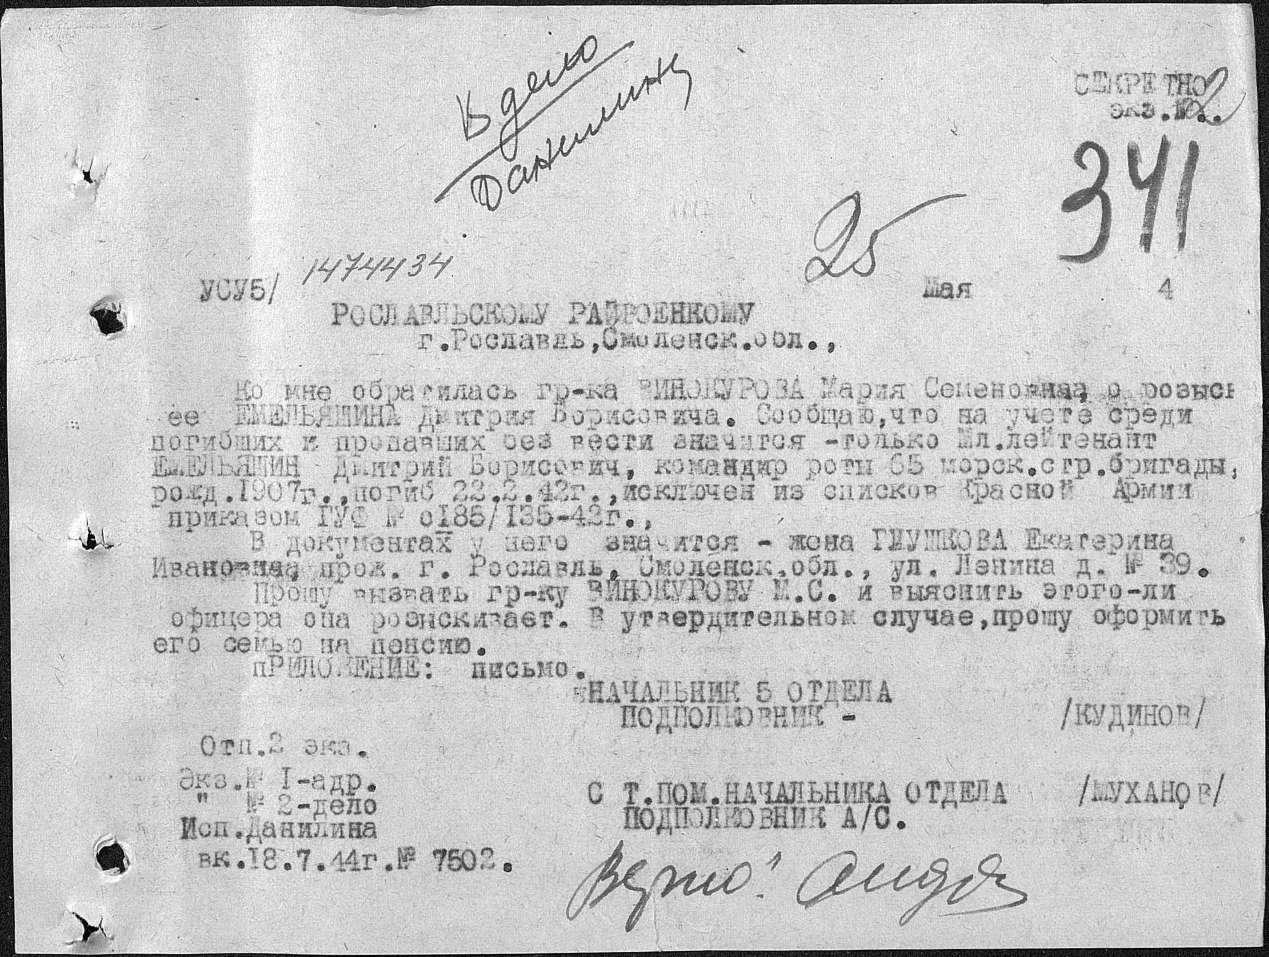 В дело
Данилину
СЕКРЕТНО
экз.№ 2.
341
25
1474434
УСУ5/
Мая 4
РОСЛАВЛЬСКОМУ РАЙВОЕНКОМУ
г.Рославль,Смоленск.обл.,
Ко мне обратилась гр-ка ВИНОКУРОВА Мария Семеновна, о розыск
ее ЕМЕЛЬЯШИНА Дмитрия Борисовича. Сообщаю,что на учете среди
погибших и пропавших без вести значится -только Мл.лейтенант
ЕМЕЛЬЯШИН Дмитрий Борисович, командир роты 65 морск.стр.бригады,
рожд.1907г.,погиб 22.2.42г.,исключен из списков Красной Армии
приказом ГУФ № 0185/135-42г.,
В документах у него значится - жена ГЛУШКОВА Екатерина
Ивановна, прож. г. Рославль, Смоленск.обл., ул. Ленина д. № 39.
Прошу вызвать гр-ку ВИНОКУРОВУ М.С. и выяснить этого-ли
офицера она розыскивает. В утвердительном случае,прошу оформить
его семью на пенсию.
пРИЛОЖЕНИЕ: письмо.
НАЧАЛЬНИК 5 ОТДЕЛА
ПОДПОЛКОВНИК - /КУДИНОВ/
Отп.2 экз.
Экз.№ I-адр.
" № 2-дело
Исп.Данилина
вк.18.7.44г.№ 7502.
С Т.ПОМ.НАЧАЛЬНИКА ОТДЕЛА /МУХАНОВ/
ПОДПОЛКОВНИК А/С.
Верно: